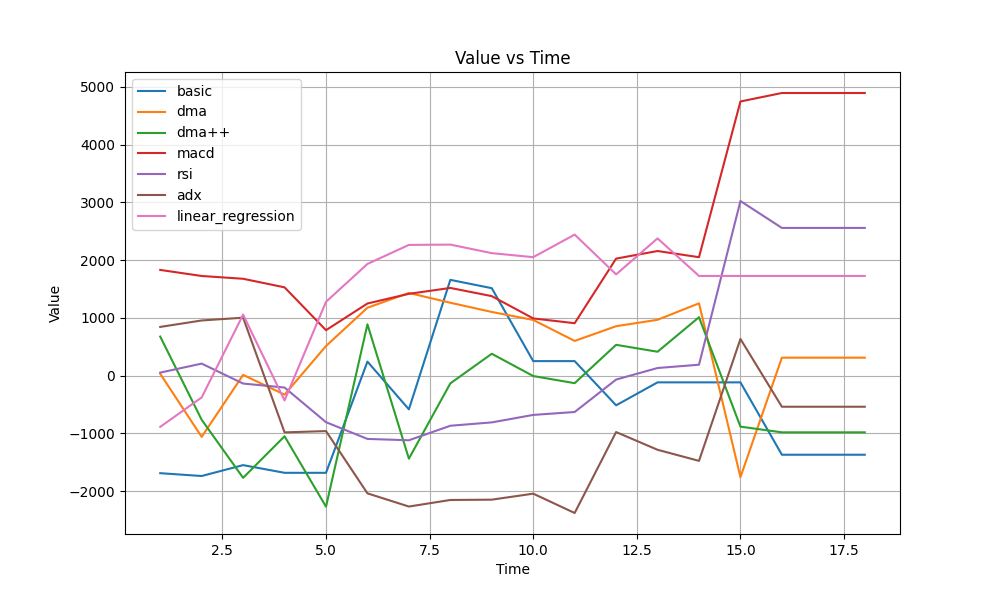 Value vs Time
5000
4000
3000
2000
1000
0
−1000
−2000
Value
basic
dma
dma++
macd
rsi
adx
linear_regression
2.5 5.0 7.5 10.0 12.5 15.0 17.5
Time